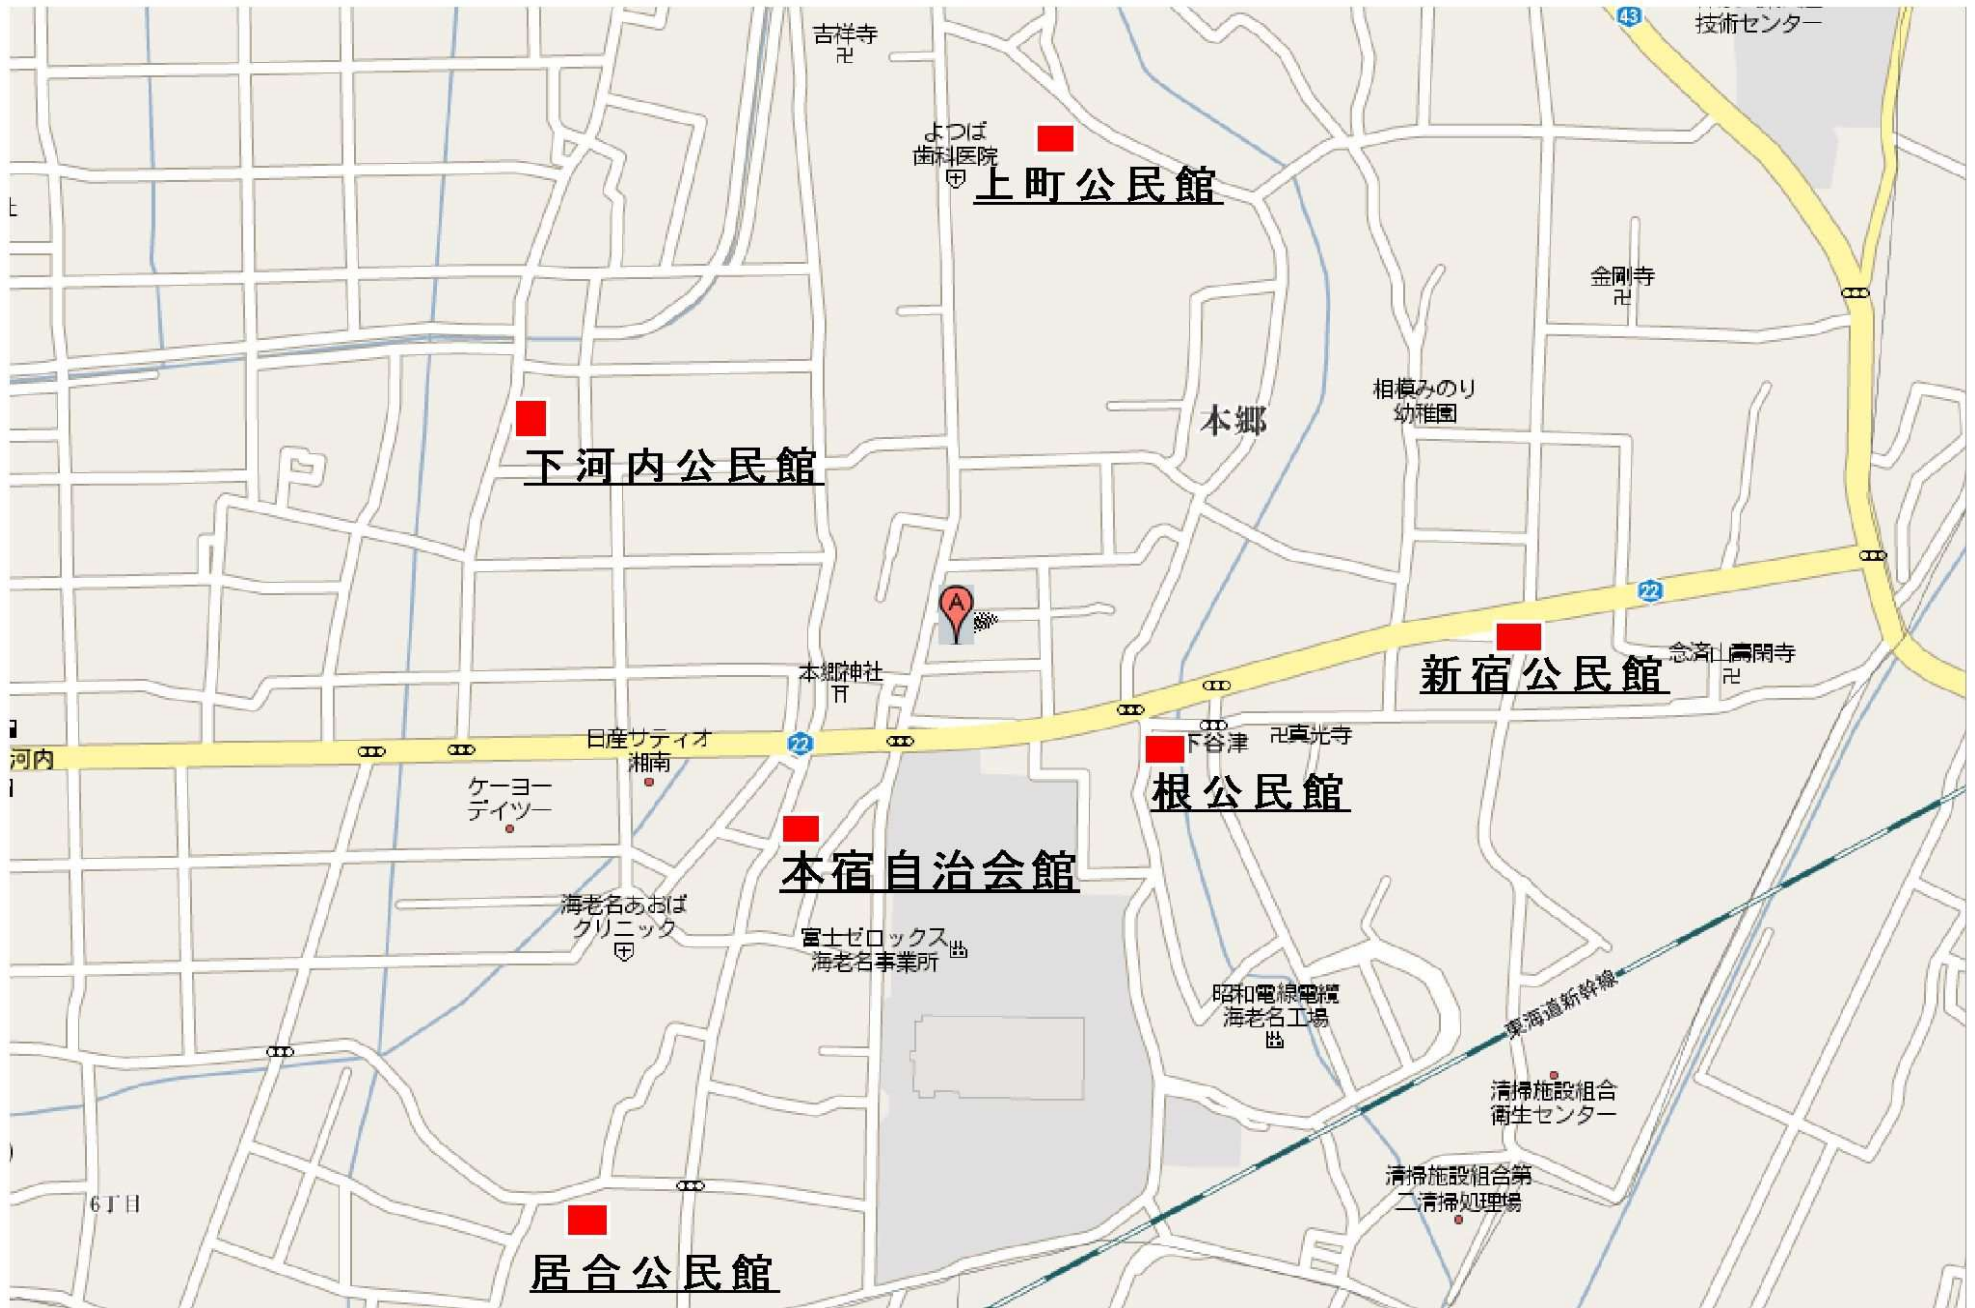 43
技術センター
吉祥寺
よつば
歯科医院
上町公民館
金剛寺
相模みのり
幼稚園
本郷
下河内公民館
A
22
新宿公民館
本郷神社
日産サティオ
湘南
22
下谷津
真光寺
河内
ケーヨー
デイツー
根公民館
本宿自治会館
海老名あおば
クリニック
富士ゼロックス
海老名事業所
昭和電線電纜
海老名工場
東海道新幹線
清掃施設組合
衛生センター
清掃施設組合第
二清掃処理場
6丁目
居合公民館